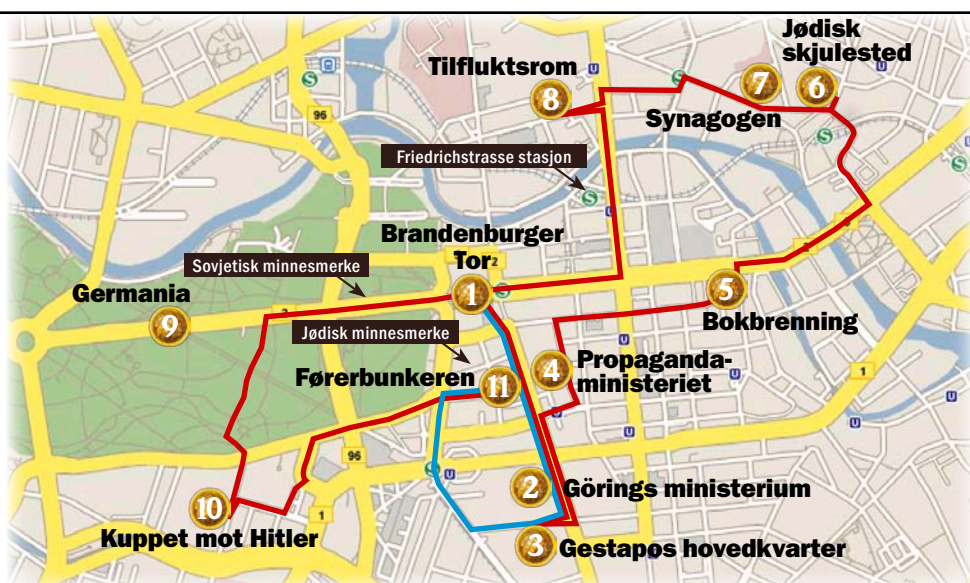 Jødisk
skjulested
Tilfluktsrom
7
6
8
Synagogen
96
Friedrichstrasse stasjon
Brandenburger
Tor
2
Sovjetisk minnesmerke
Germania
1
5
9
2
Bokbrenning
Jødisk minnesmerke
Propaganda-
ministeriet
4
1
Førerbunkeren
11
96
2
Görings ministerium
10
1
Kuppet mot Hitler
3
Gestapos hovedkvarter